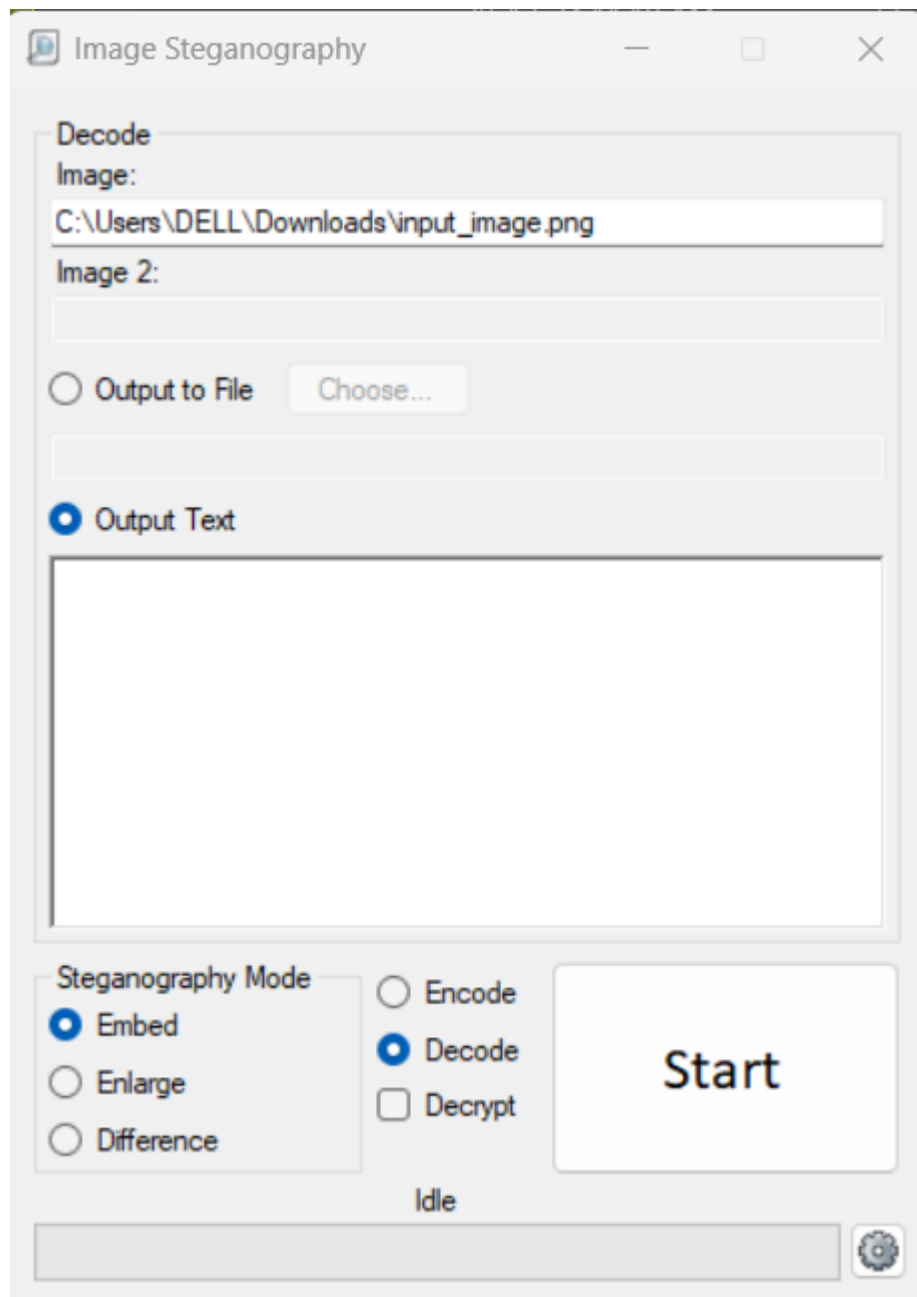 Image Steganography
Decode
Image:
C:\Users\DELL\Downloads\input_image.png
Image 2:
Output to File Choose...
Output Text
Steganography Mode
Embed
Enlarge
Difference
Encode
Decode
Decrypt
Start
Idle